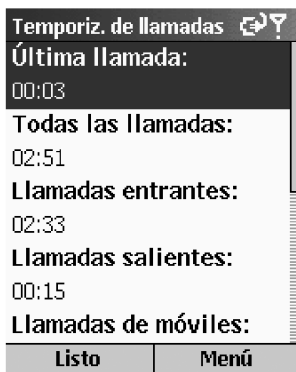 Temporiz. de llamadas
Última llamada:
00:03
Todas las llamadas:
02:51
Llamadas entrantes:
02:33
Llamadas salientes:
00:15
Llamadas de móviles:
Listo Menú